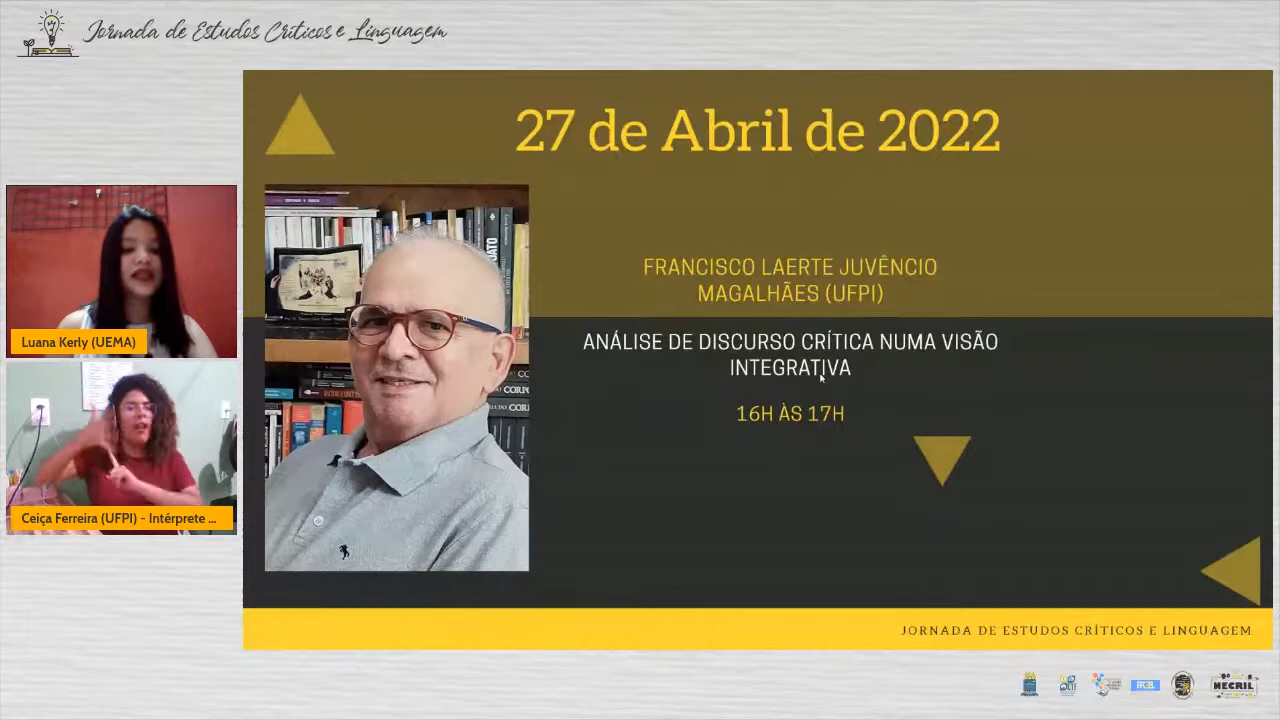 Jornada de Estudos Críticos e Linguagem
27 de Abril de 2022
FRANCISCO LAERTE JUVÊNCIO
MAGALHÃES (UFPI)
ANÁLISE DE DISCURSO CRÍTICA NUMA VISÃO
INTEGRATIVA
16H ÀS 17H
Luana Kerly (UEMA)
Ceiça Ferreira (UFPI) - Intérprete ...
JORNADA DE ESTUDOS CRÍTICOS E LINGUAGEM
NECRIL